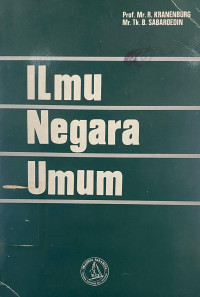 Prof. Mr. R. KRANENBURG
Mr. Tk. B. SABAROEDIN
ILmu
Negara
Umum